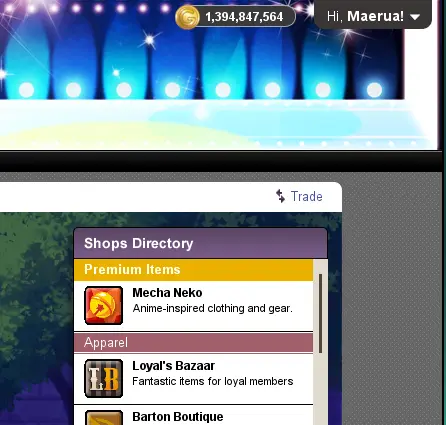 1,394,847,564
Hi, Maerua!
Trade
Shops Directory
Premium Items
Mecha Neko
Anime-inspired clothing and gear.
Apparel
LB
Loyal's Bazaar
Fantastic items for loyal members
Barton Boutique